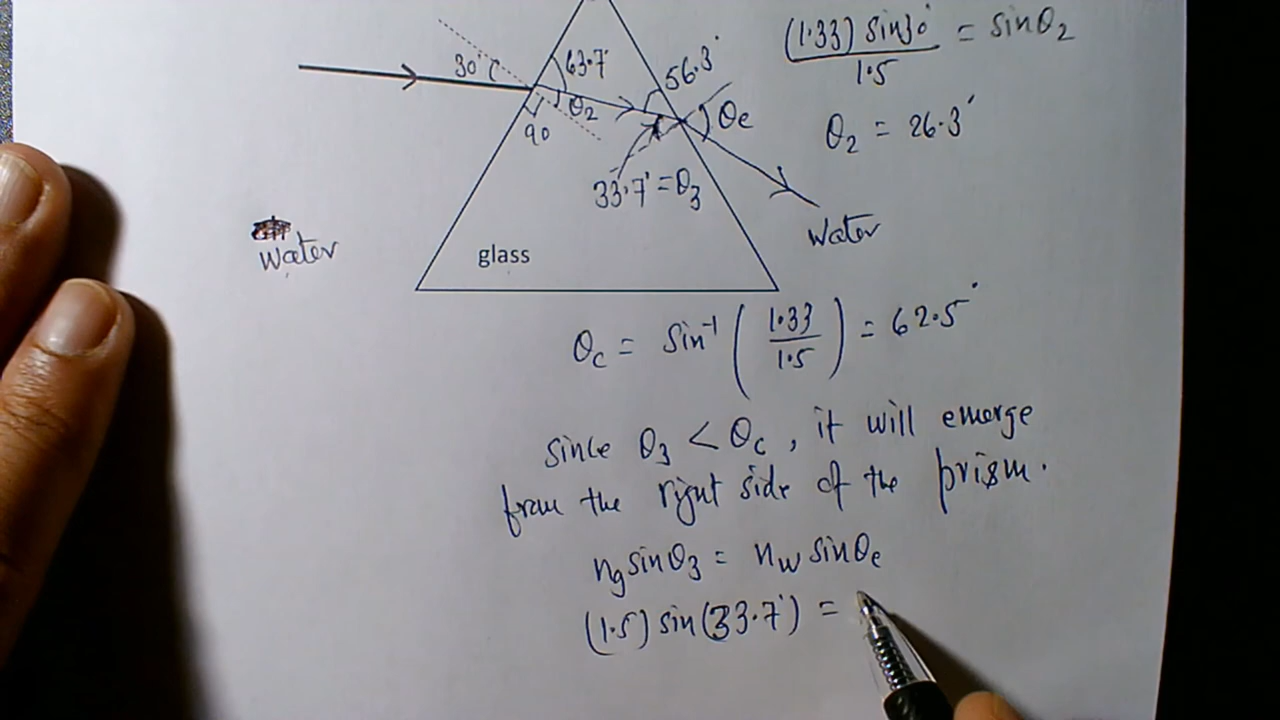 (1.33) sin30° = sinθ2
1.5
θ2 = 26.3°
30°
63.7°
56.3°
θ2
90
θe
33.7° = θ3
Water
glass
Water
θc = Sin⁻¹ (1.33/1.5) = 62.5°
Since θ3 < θc, it will emerge
from the right side of the prism.
ng sinθ3 = nw sinθe
(1.5) sin(33.7°) =